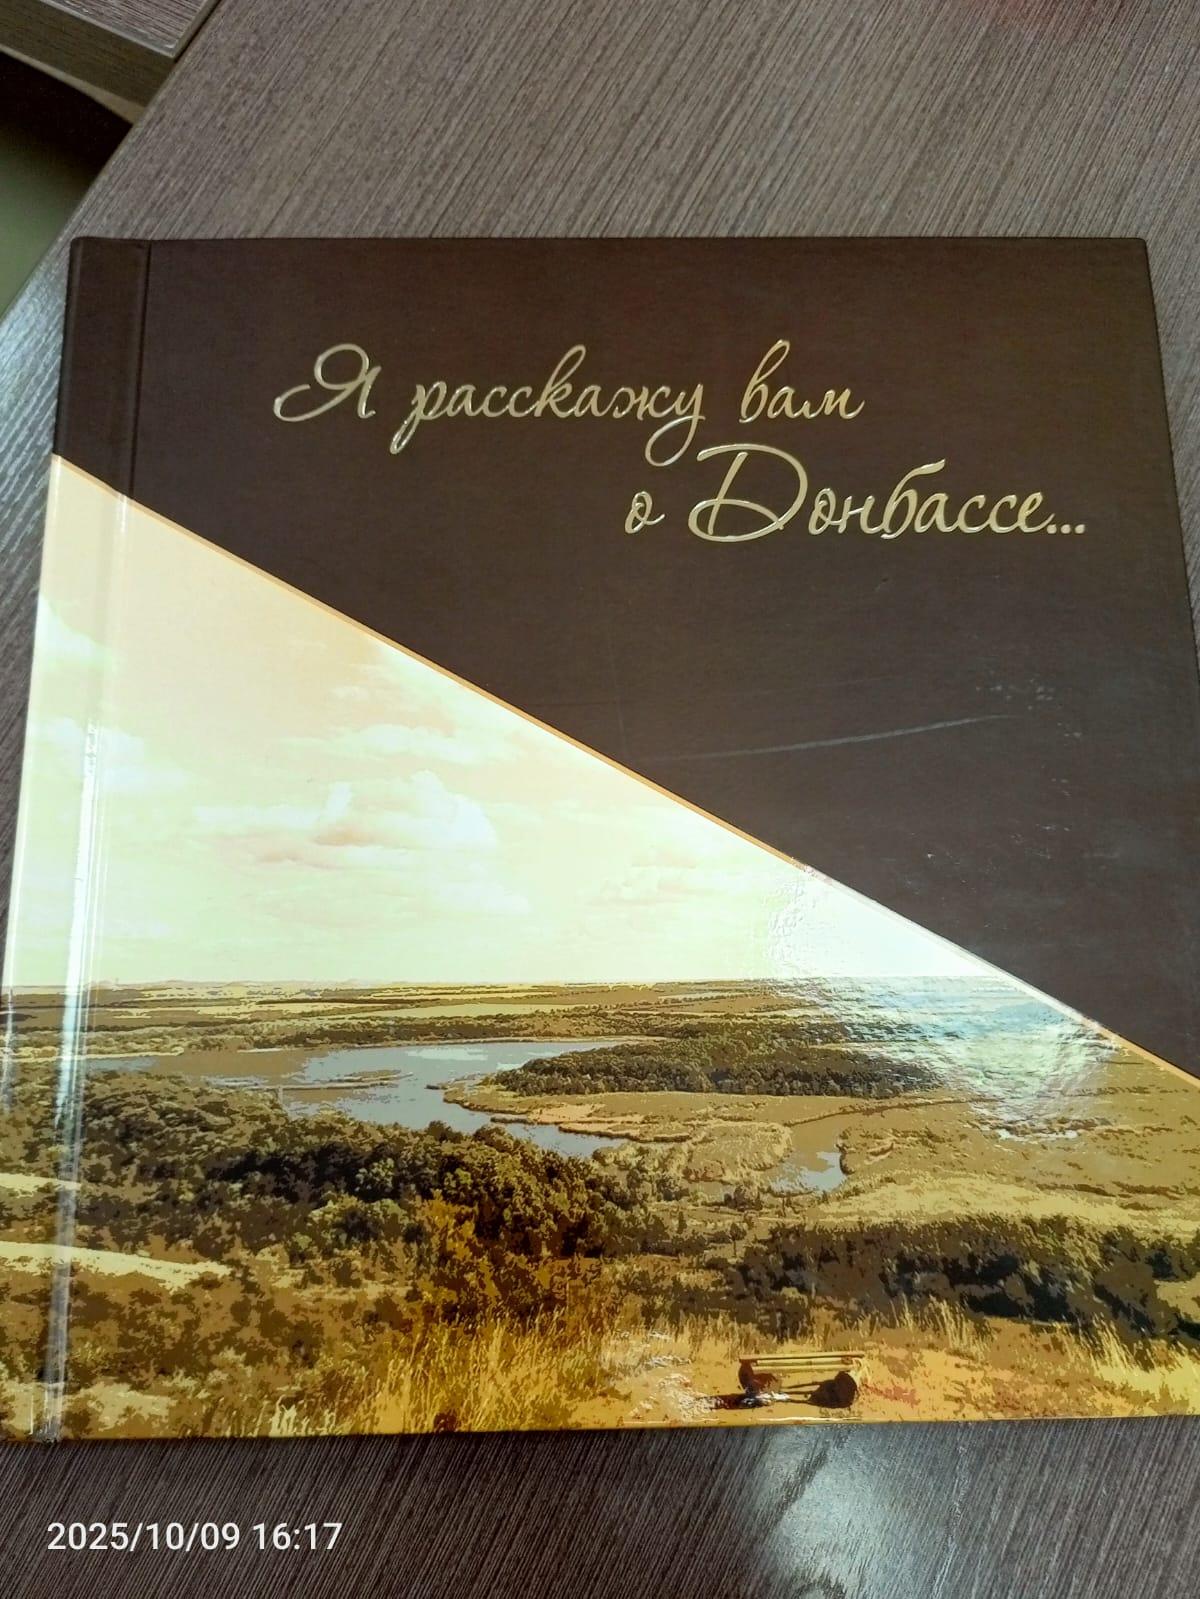 Я расскажу вам
о Донбассе...
2025/10/09 16:17